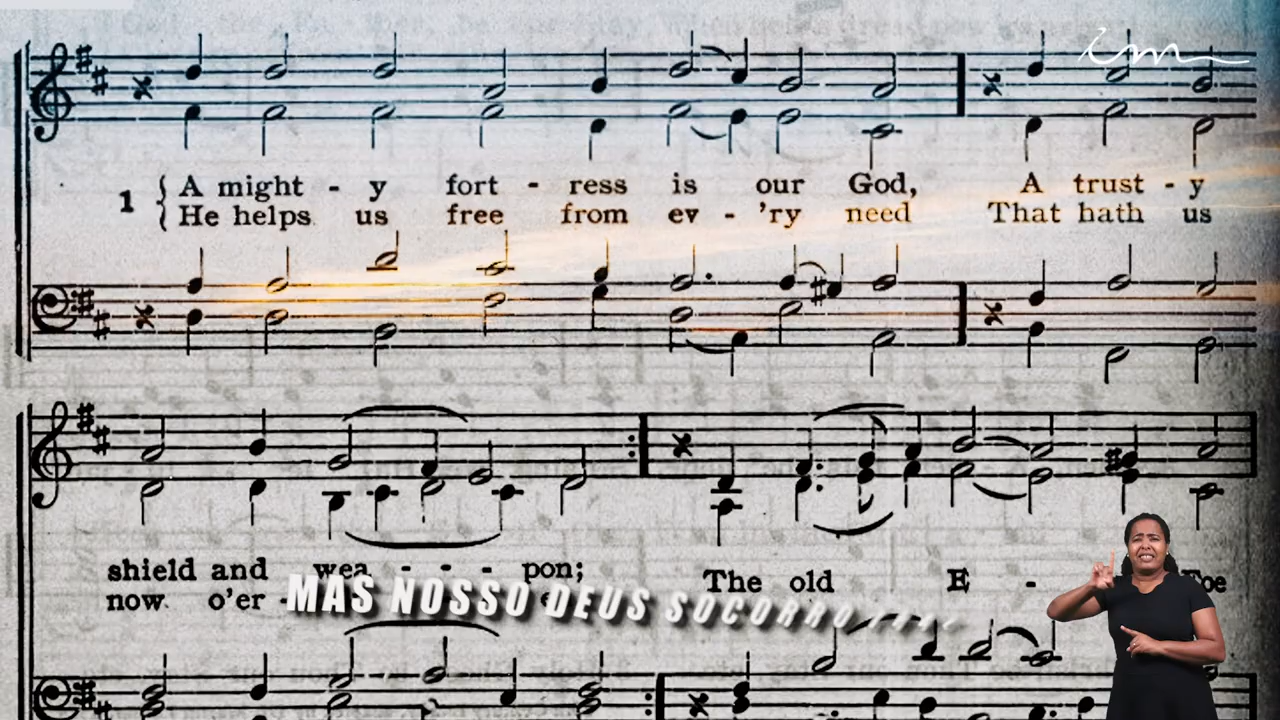 im
1 A might - y fort - ress is our God, A trust - y
He helps us free from ev - 'ry need That hath us
shield and wea - - - pon; The old E - Foe
now o'er -
MAS NOSSO DEUS SOCORRO